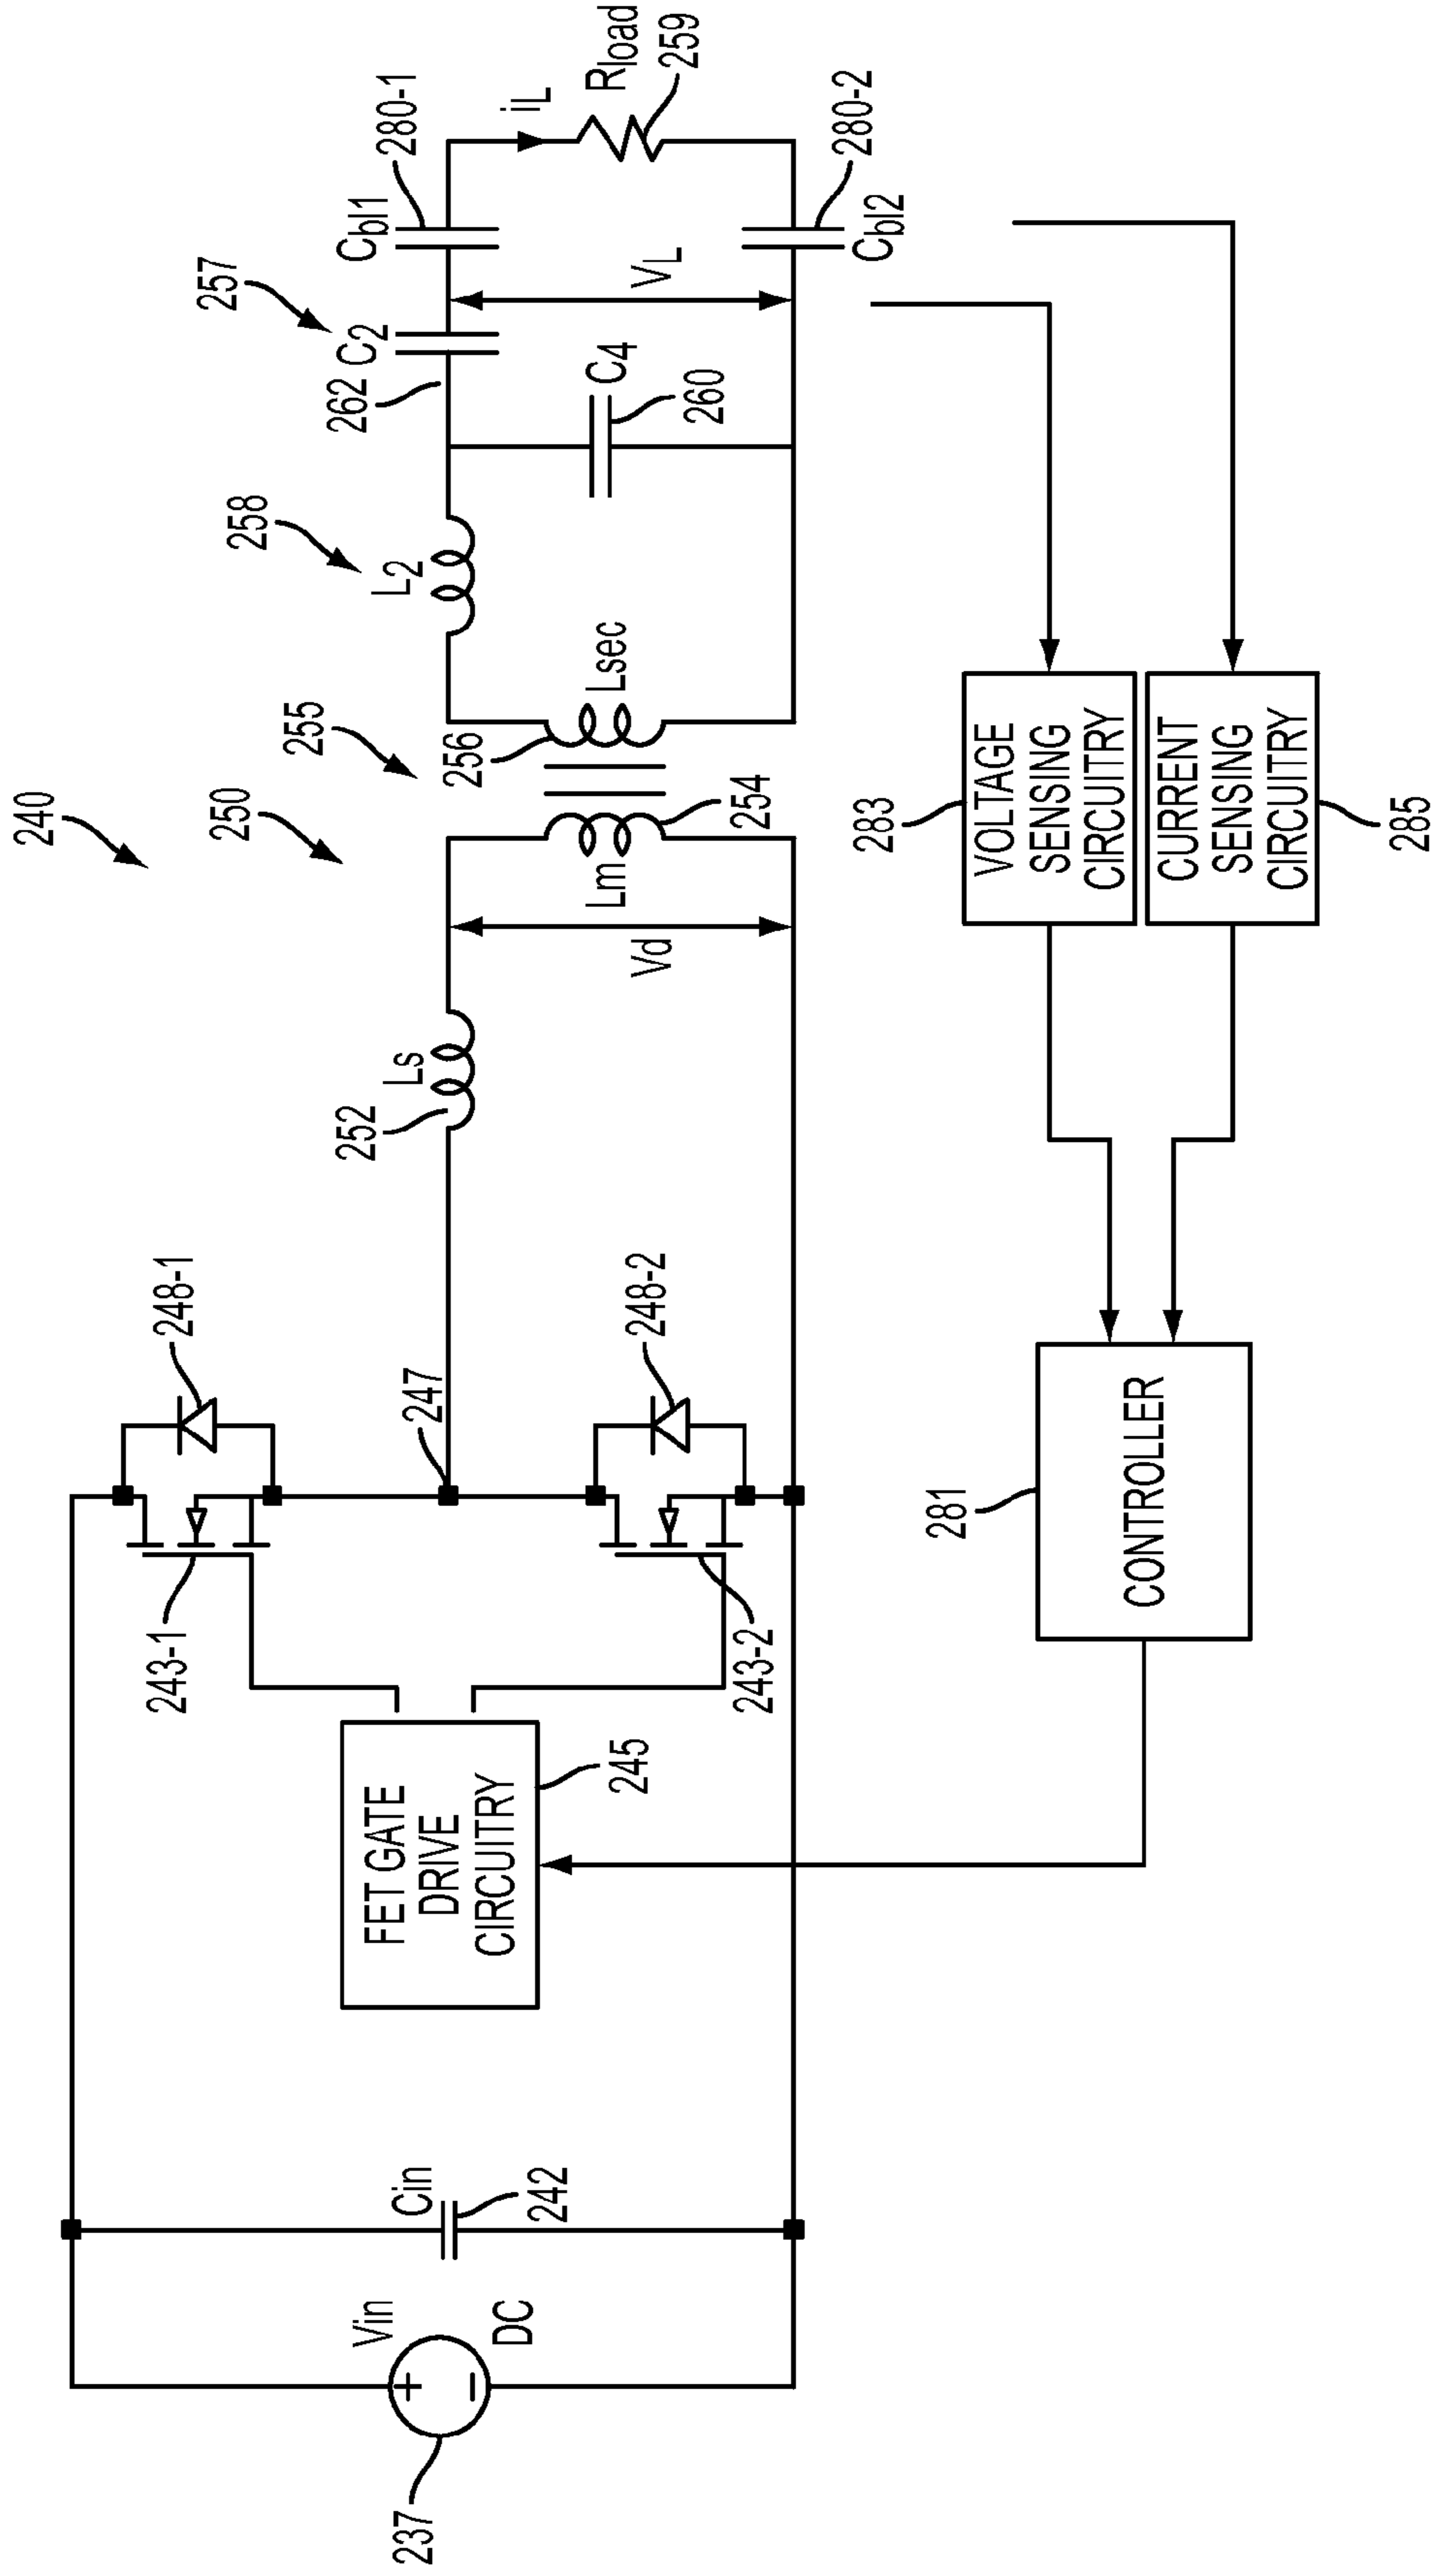 240
250
255
258
257
237
Vin
DC
Cin
242
FET GATE
DRIVE
CIRCUITRY
245
243-1
248-1
247
243-2
248-2
252
Ls
Vd
Lm
254
256
Lsec
L2
262
C2
C4
260
VL
Cbl1
280-1
iL
Rload
259
Cbl2
280-2
281
CONTROLLER
283
VOLTAGE
SENSING
CIRCUITRY
CURRENT
SENSING
CIRCUITRY
285